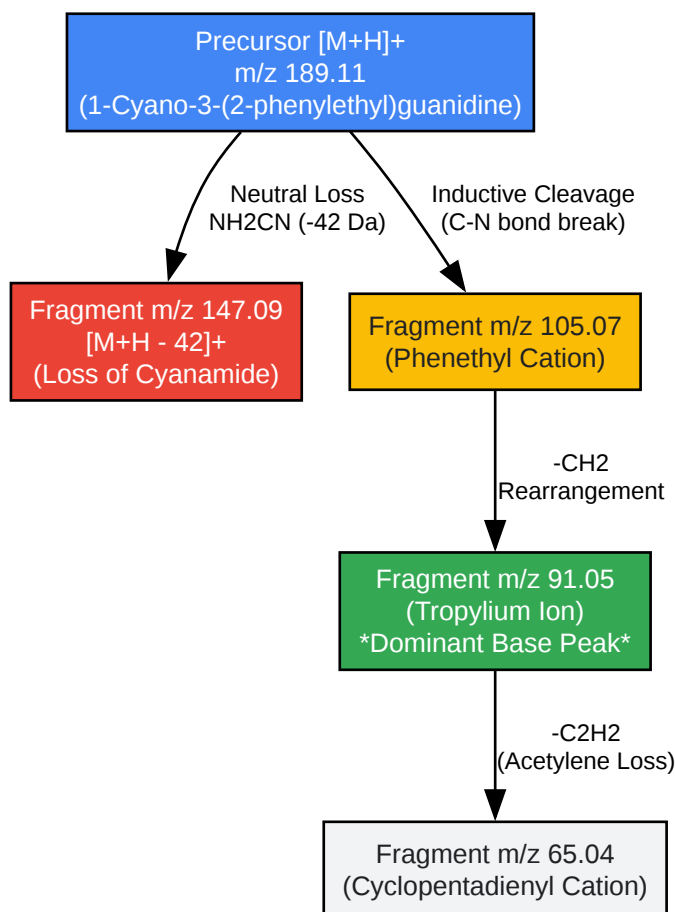 Precursor [M+H]+
m/z 189.11
(1-Cyano-3-(2-phenylethyl)guanidine)
Neutral Loss
NH2CN (-42 Da)
Inductive Cleavage
(C-N bond break)
Fragment m/z 147.09
[M+H - 42]+
(Loss of Cyanamide)
Fragment m/z 105.07
(Phenethyl Cation)
-CH2
Rearrangement
Fragment m/z 91.05
(Tropylium Ion)
*Dominant Base Peak*
-C2H2
(Acetylene Loss)
Fragment m/z 65.04
(Cyclopentadienyl Cation)